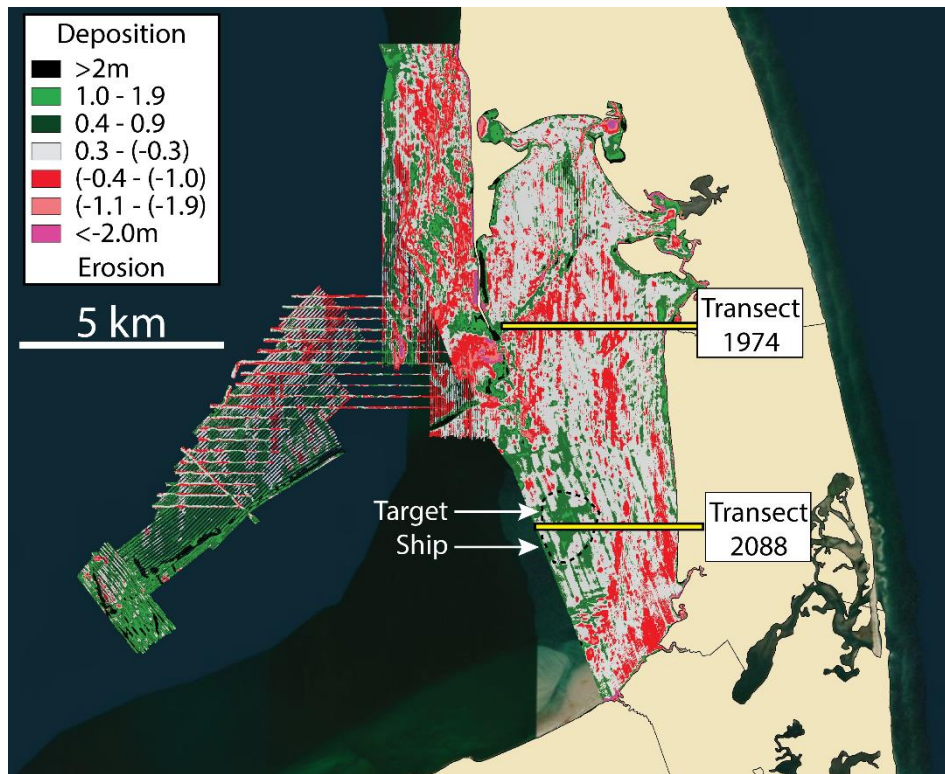 Deposition
>2m
1.0 - 1.9
0.4 - 0.9
0.3 - (-0.3)
(-0.4 - (-1.0)
(-1.1 - (-1.9)
<-2.0m
Erosion
5 km
Transect
1974
Target
Ship
Transect
2088